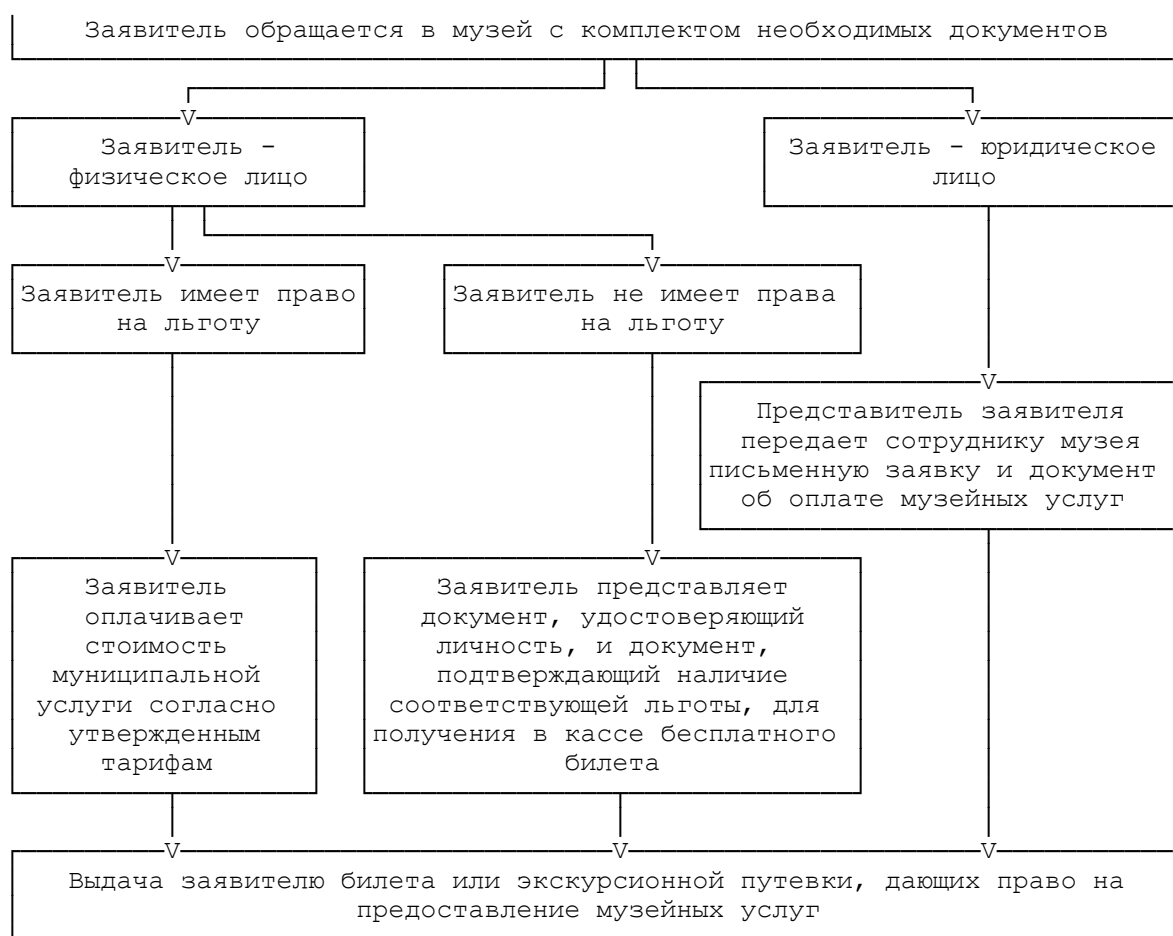 Заявитель обращается в музей с комплектом необходимых документов
Заявитель -
физическое лицо
Заявитель - юридическое
лицо
Заявитель имеет право
на льготу
Заявитель не имеет права
на льготу
Представитель заявителя
передает сотруднику музея
письменную заявку и документ
об оплате музейных услуг
Заявитель
оплачивает
стоимость
муниципальной
услуги согласно
утвержденным
тарифам
Заявитель представляет
документ, удостоверяющий
личность, и документ,
подтверждающий наличие
соответствующей льготы, для
получения в кассе бесплатного
билета
Выдача заявителю билета или экскурсионной путевки, дающих право на
предоставление музейных услуг